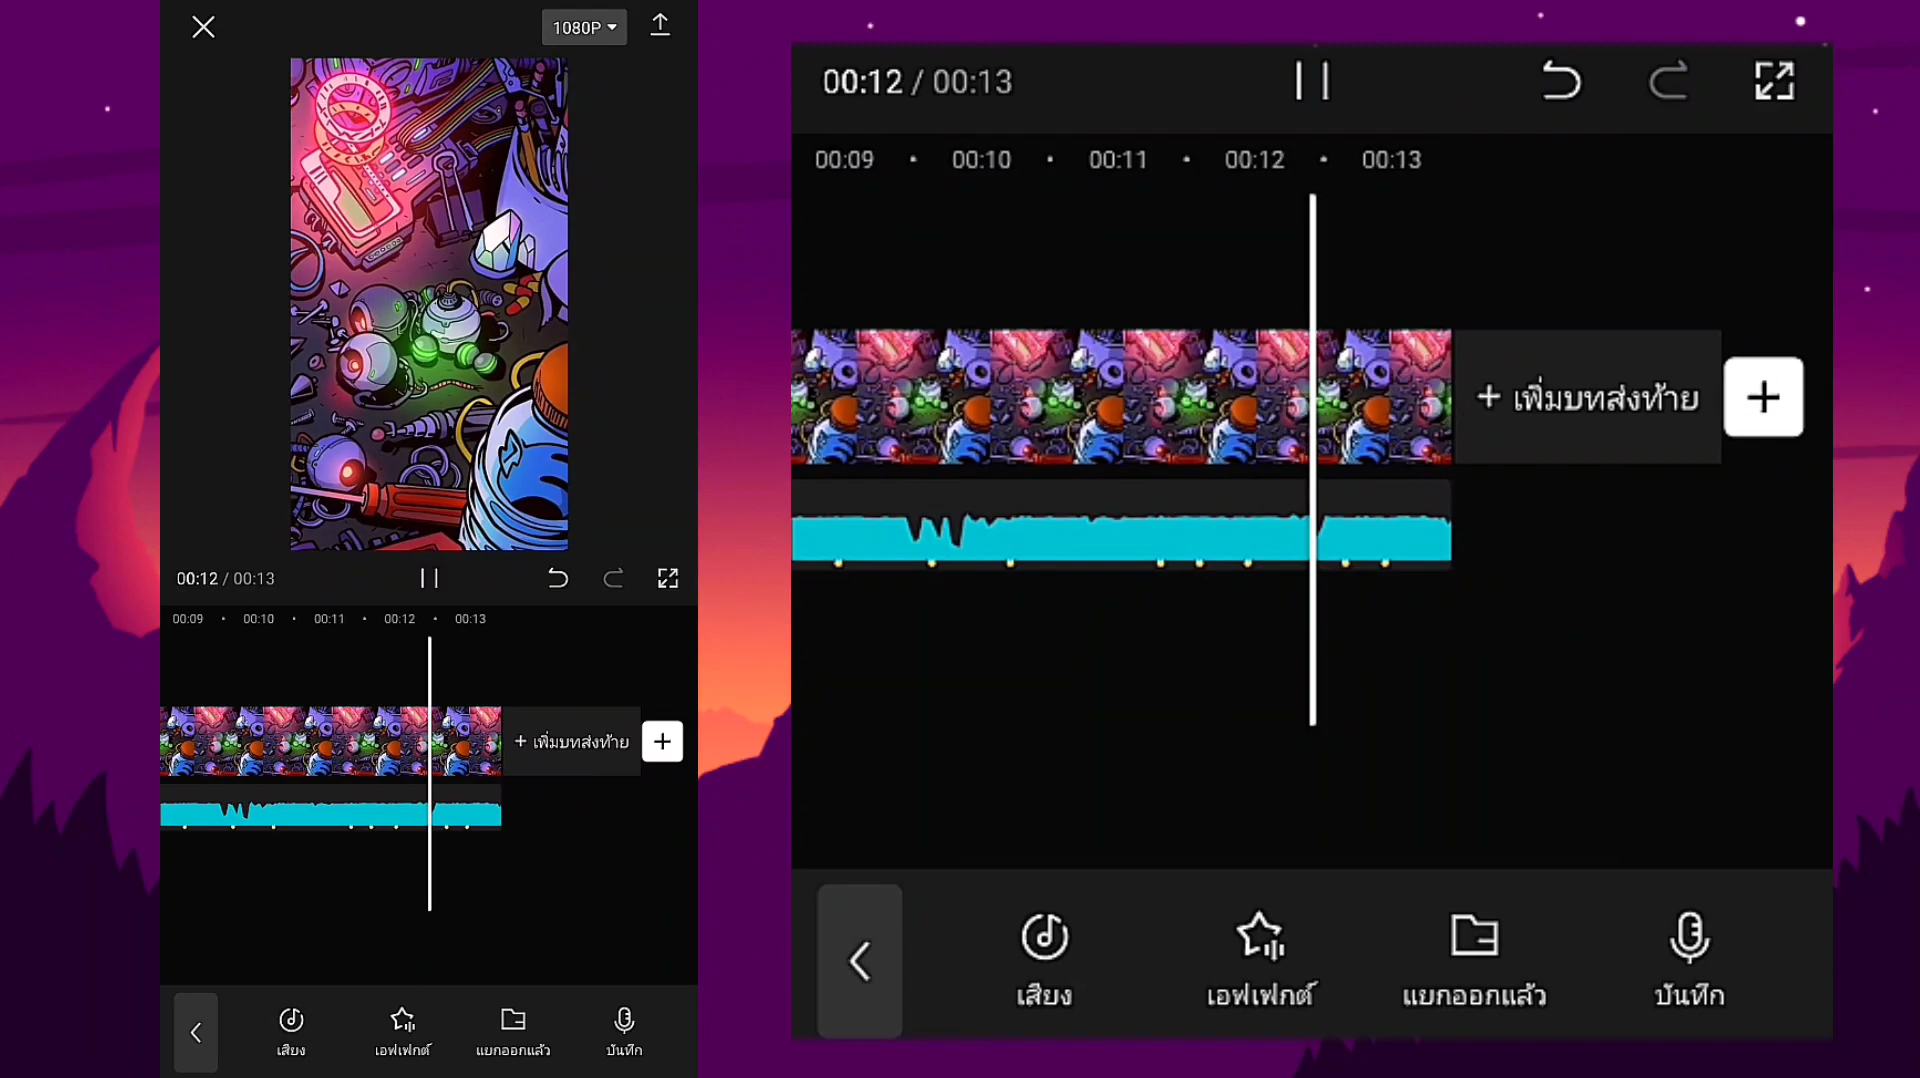 1080P
00:12 / 00:13
00:09 00:10 00:11 00:12 00:13
+ เพิ่มบทส่งท้าย
เสียง
เอฟเฟกต์
แยกออกแล้ว
บันทึก
00:12 / 00:13
00:09 00:10 00:11 00:12 00:13
+ เพิ่มบทส่งท้าย
เสียง
เอฟเฟกต์
แยกออกแล้ว
บันทึก